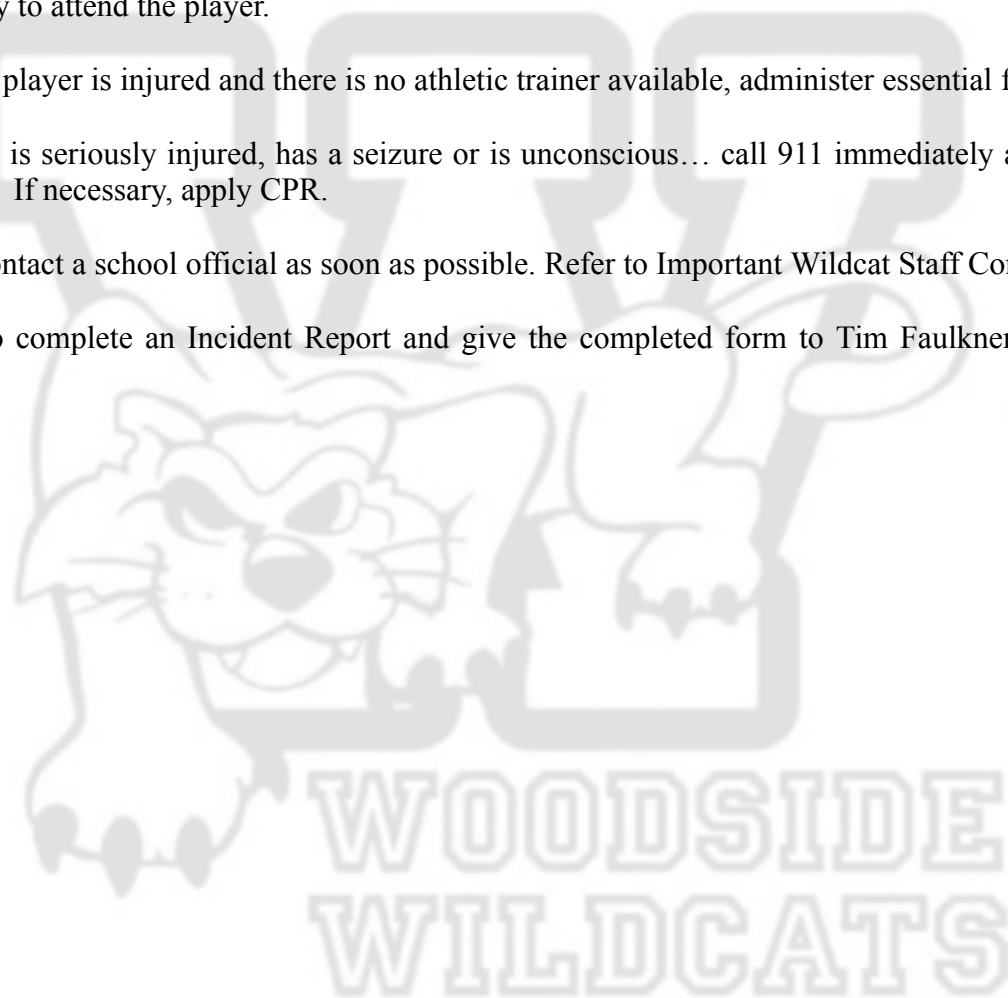 to attend the player.
player is injured and there is no athletic trainer available, administer essential
is seriously injured, has a seizure or is unconscious… call 911 immediately
If necessary, apply CPR.
a school official as soon as possible. Refer to Important Wildcat Staff
complete an Incident Report and give the completed form to Tim Faulkner
WOODSIDE
WILDCATS